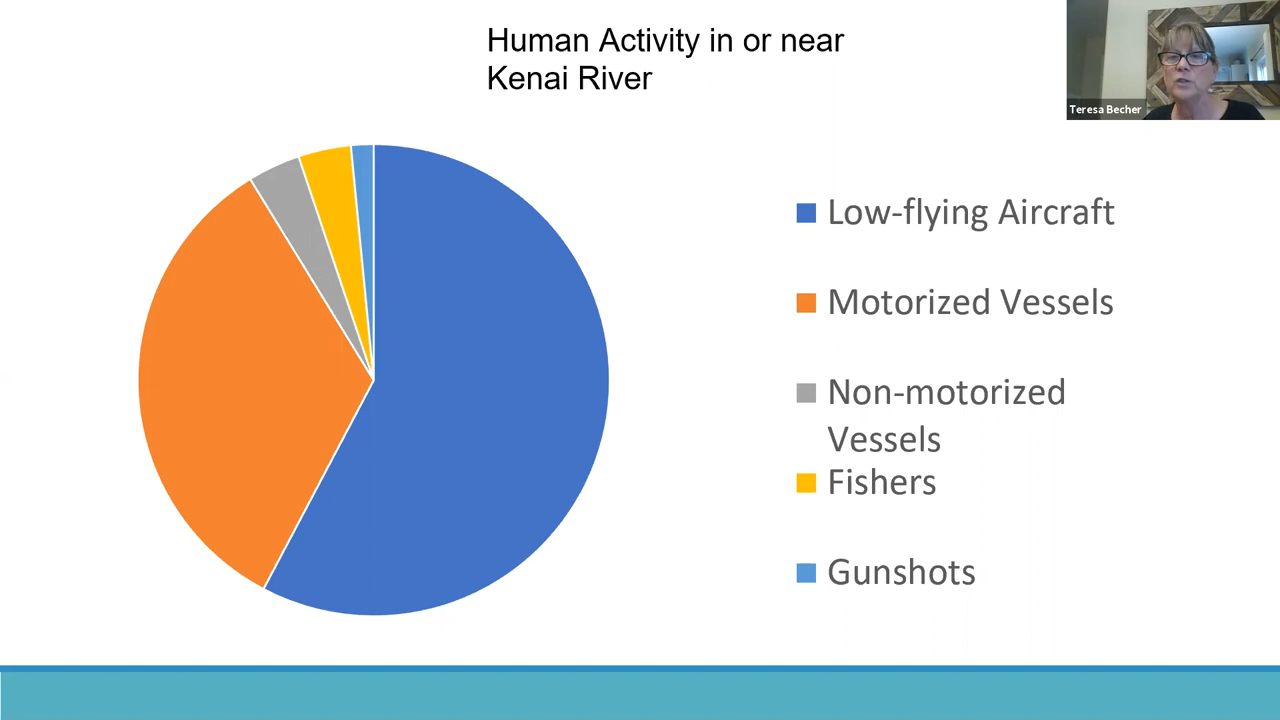 Human Activity in or near
Kenai River
Teresa Becher
Low-flying Aircraft
Motorized Vessels
Non-motorized
Vessels
Fishers
Gunshots